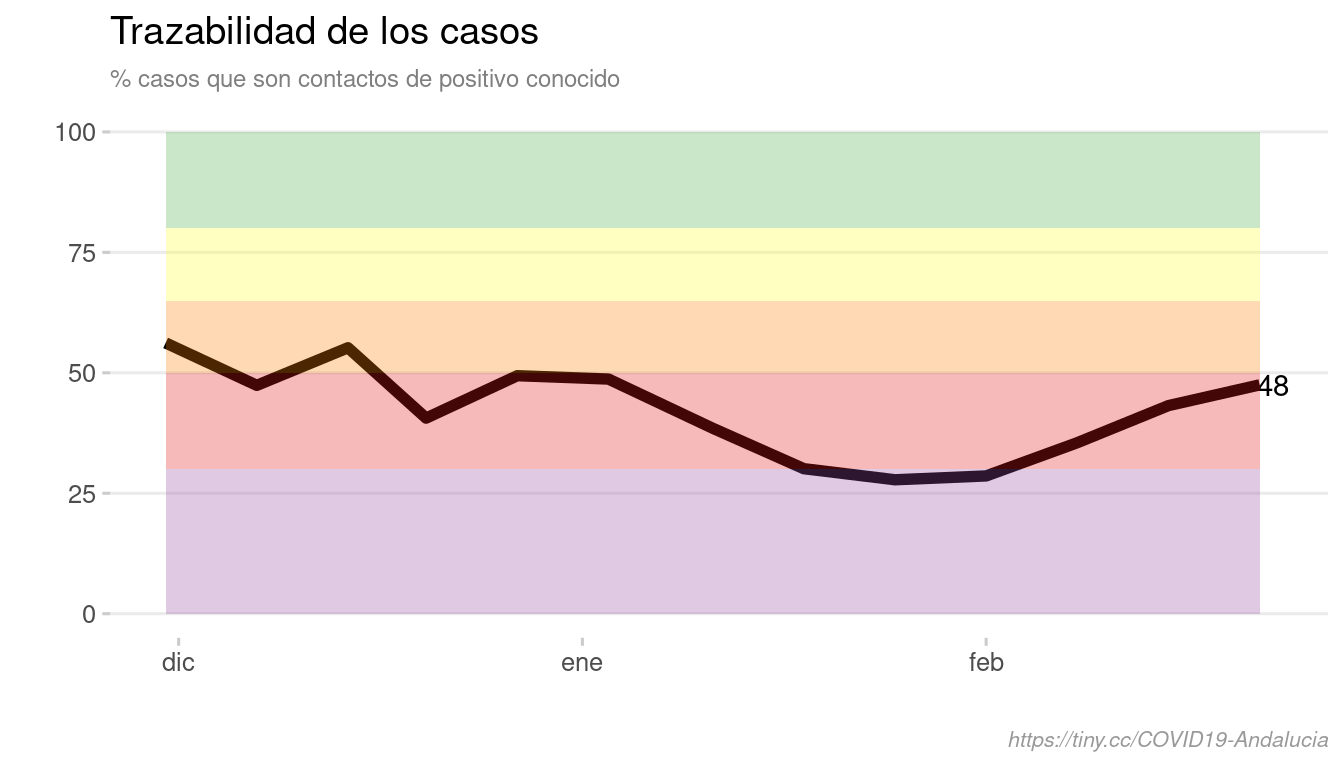 Trazabilidad de los casos
% casos que son contactos de positivo conocido
100
75
50
48
25
0
dic ene feb
https://tiny.cc/COVID19-Andalucia